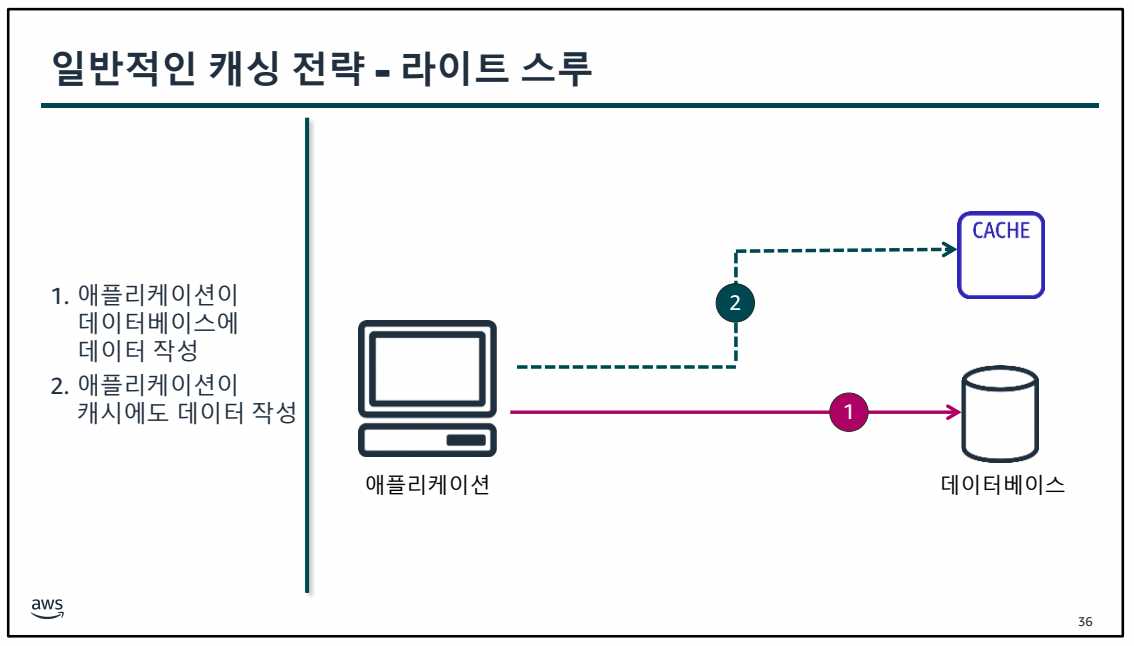 일반적인 캐싱 전략 - 라이트 스루
1. 애플리케이션이
데이터베이스에
데이터 작성
2. 애플리케이션이
캐시에도 데이터 작성
CACHE
2
1
애플리케이션
데이터베이스
aws
36